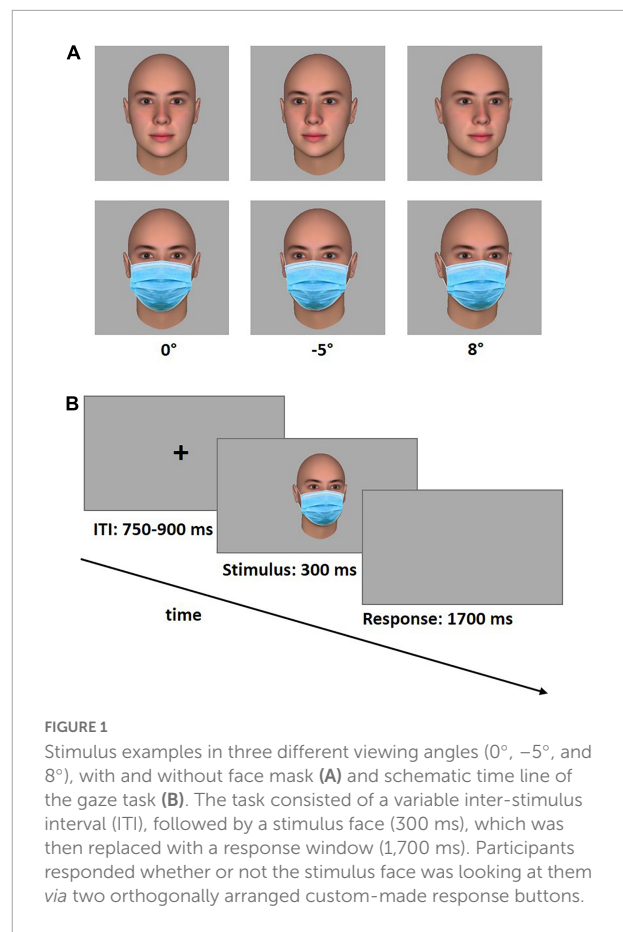 A
0°
-5°
8°
B
+
ITI: 750-900 ms
Stimulus: 300 ms
time
Response: 1700 ms
FIGURE 1
Stimulus examples in three different viewing angles (0°, −5°, and
8°), with and without face mask (A) and schematic time line of
the gaze task (B). The task consisted of a variable inter-stimulus
interval (ITI), followed by a stimulus face (300 ms), which was
then replaced with a response window (1,700 ms). Participants
responded whether or not the stimulus face was looking at them
via two orthogonally arranged custom-made response buttons.